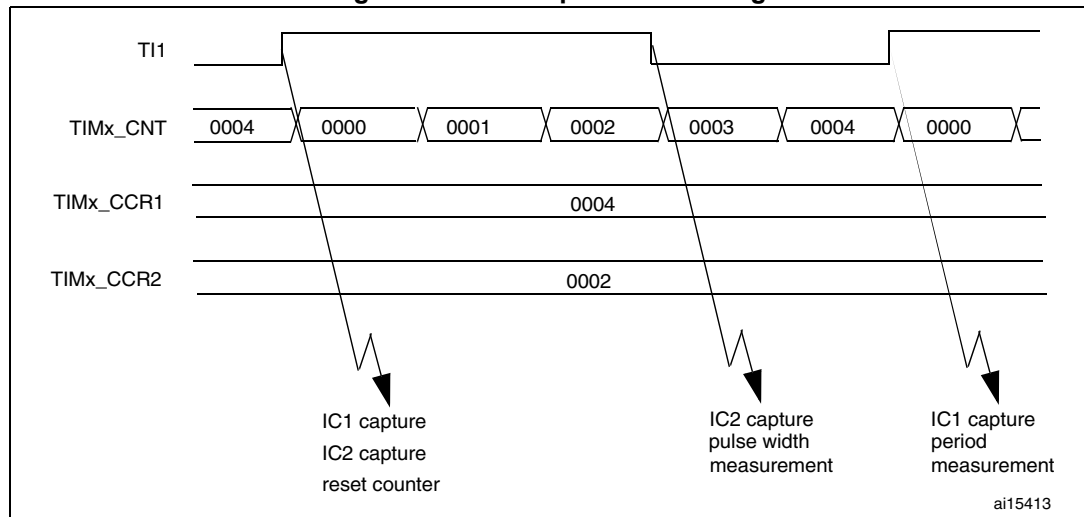 TI1
TIMx_CNT 0004 0000 0001 0002 0003 0004 0000
TIMx_CCR1 0004
TIMx_CCR2 0002
IC1 capture
IC2 capture
reset counter
IC2 capture
pulse width
measurement
IC1 capture
period
measurement
ai15413